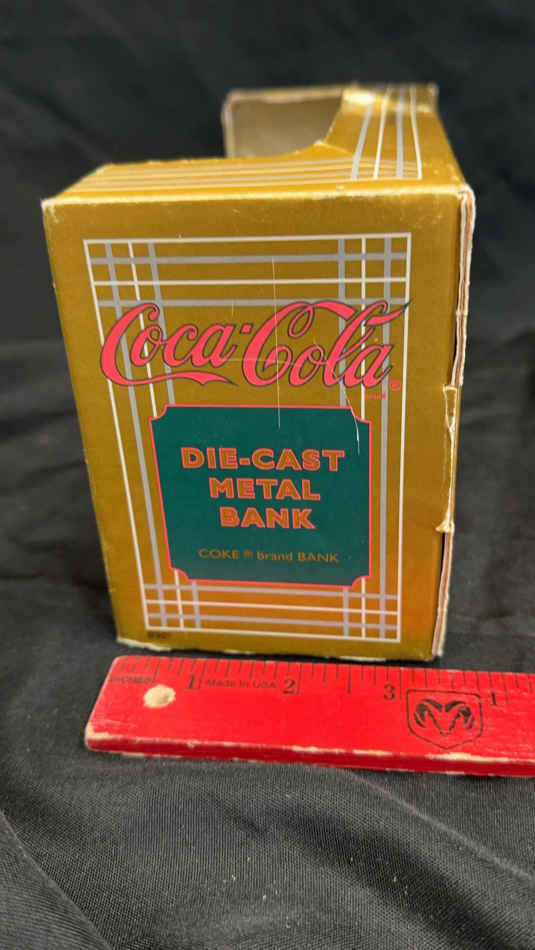 Coca-Cola®
DIE-CAST
METAL
BANK
COKE ® brand BANK
1 Made in USA 2 3